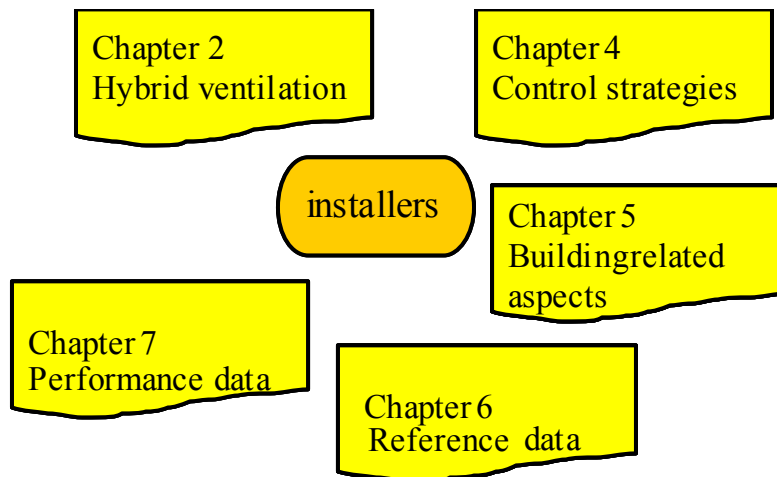 Chapter 2
Hybrid ventilation
Chapter 4
Control strategies
installers
Chapter 5
Buildingrelated
aspects
Chapter 7
Performance data
Chapter 6
Reference data